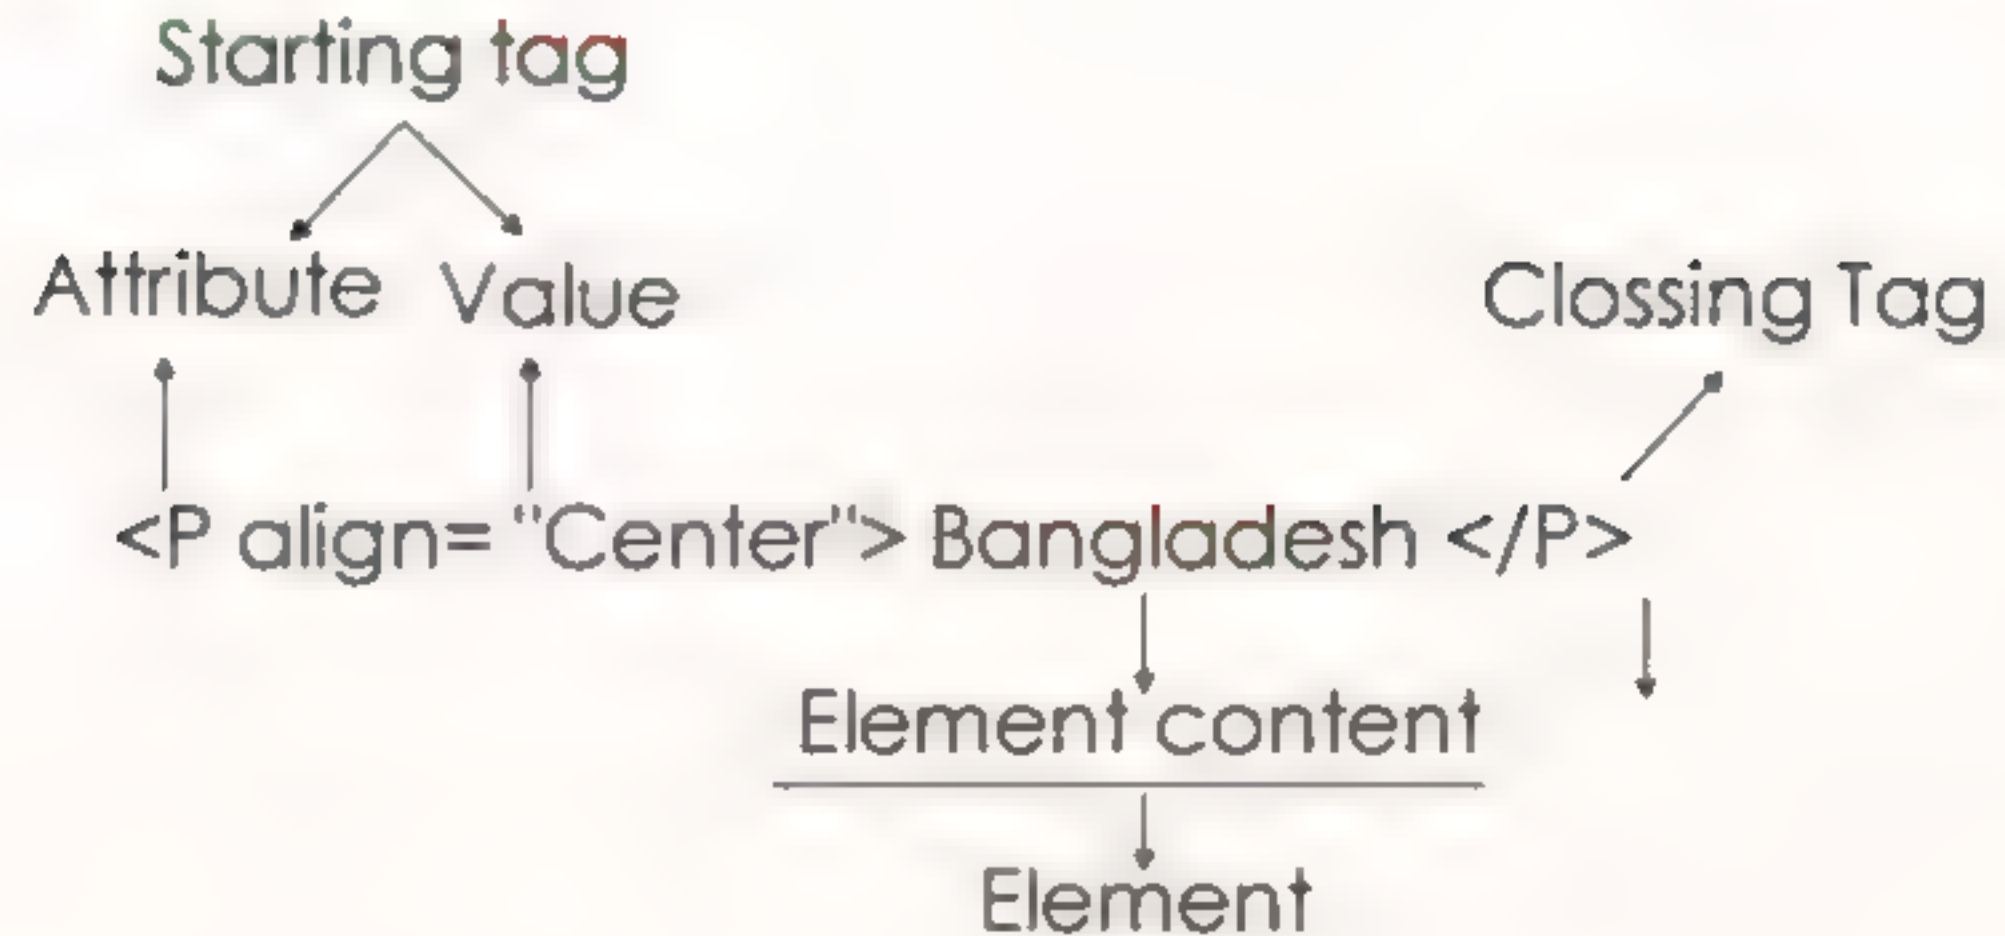 Starting tag
Attribute Value
Clossing Tag
<P align= "Center"> Bangladesh </P>
Element content
Element